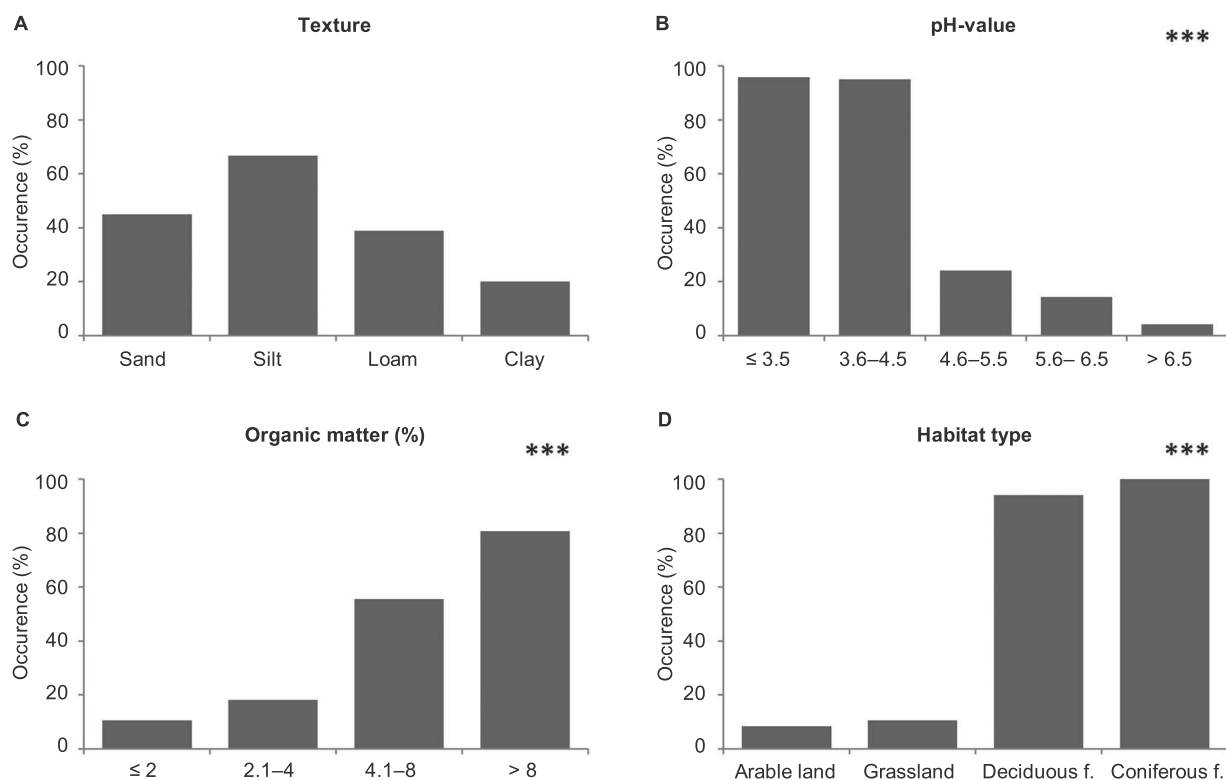 A Texture
Occurence (%)
100
80
60
40
20
0
Sand Silt Loam Clay
B pH-value ***
Occurence (%)
100
80
60
40
20
0
≤ 3.5 3.6–4.5 4.6–5.5 5.6– 6.5 > 6.5
C Organic matter (%) ***
Occurence (%)
100
80
60
40
20
0
≤ 2 2.1–4 4.1–8 > 8
D Habitat type ***
Occurence (%)
100
80
60
40
20
0
Arable land Grassland Deciduous f. Coniferous f.